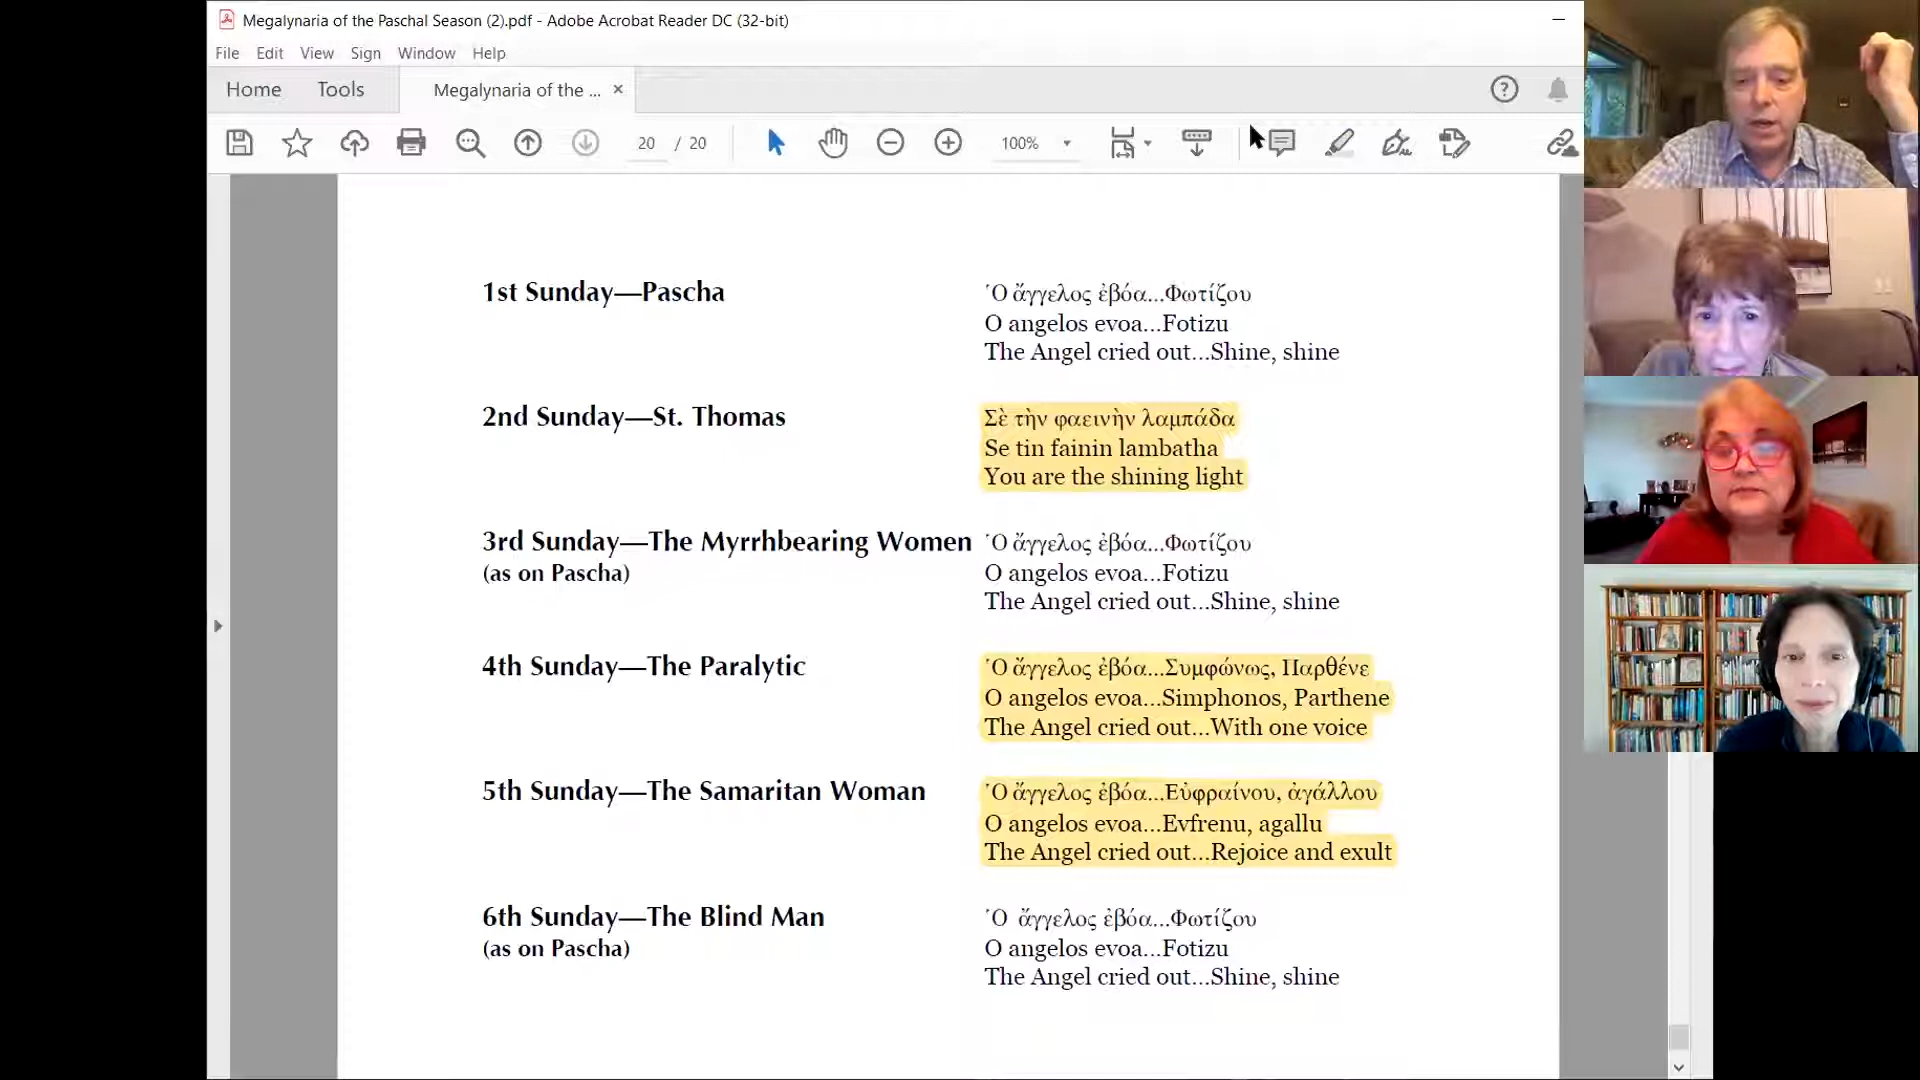 Megalynaria of the Paschal Season (2).pdf - Adobe Acrobat Reader DC (32-bit)
File Edit View Sign Window Help
Home Tools Megalynaria of the ...
20 / 20 100%
1st Sunday—Pascha
Ὁ ἄγγελος ἐβόα...Φωτίζου
O angelos evoa...Fotizu
The Angel cried out...Shine, shine
2nd Sunday—St. Thomas
Σὲ τὴν φαεινὴν λαμπάδα
Se tin fainin lambatha
You are the shining light
3rd Sunday—The Myrrhbearing Women
(as on Pascha)
Ὁ ἄγγελος ἐβόα...Φωτίζου
O angelos evoa...Fotizu
The Angel cried out...Shine, shine
4th Sunday—The Paralytic
Ὁ ἄγγελος ἐβόα...Συμφώνως, Παρθένε
O angelos evoa...Simphonos, Parthene
The Angel cried out...With one voice
5th Sunday—The Samaritan Woman
Ὁ ἄγγελος ἐβόα...Εὐφραίνου, ἀγάλλου
O angelos evoa...Evfrenu, agallu
The Angel cried out...Rejoice and exult
6th Sunday—The Blind Man
(as on Pascha)
Ὁ ἄγγελος ἐβόα...Φωτίζου
O angelos evoa...Fotizu
The Angel cried out...Shine, shine